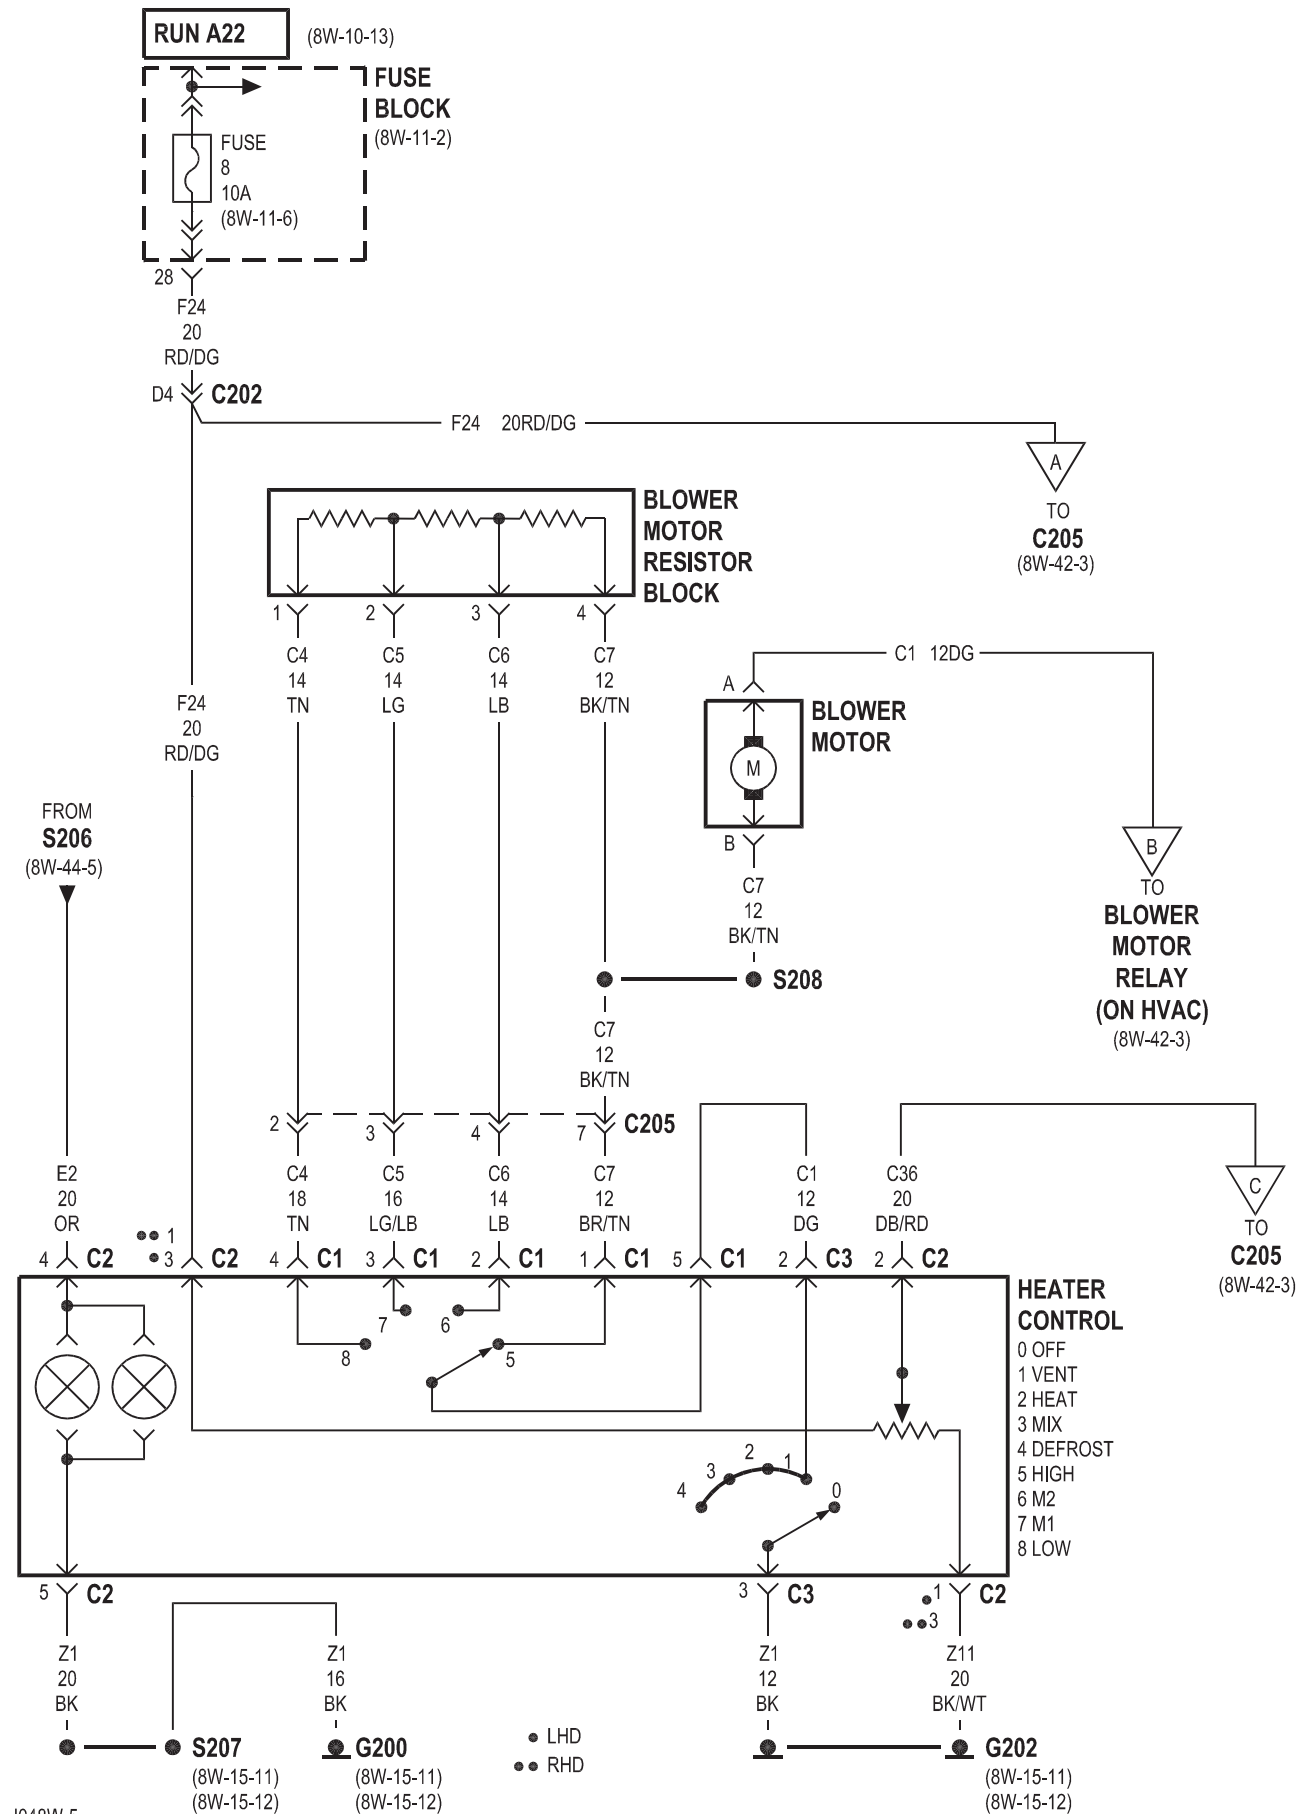 RUN A22
(8W-10-13)
FUSE
BLOCK
(8W-11-2)
FUSE
8
10A
(8W-11-6)
28
F24
20
RD/DG
D4
C202
F24 20RD/DG
A
TO
C205
(8W-42-3)
BLOWER
MOTOR
RESISTOR
BLOCK
1
2
3
4
C4
14
TN
C5
14
LG
C6
14
LB
C7
12
BK/TN
C1 12DG
A
BLOWER
MOTOR
M
B
C7
12
BK/TN
F24
20
RD/DG
FROM
S206
(8W-44-5)
B
TO
BLOWER
MOTOR
RELAY
(ON HVAC)
(8W-42-3)
S208
C7
12
BK/TN
2
3
4
7
C205
E2
20
OR
C4
18
TN
C5
16
LG/LB
C6
14
LB
C7
12
BR/TN
C1
12
DG
C36
20
DB/RD
C
TO
C205
(8W-42-3)
1
4 C2
3 C2
4 C1
3 C1
2 C1
1 C1
5 C1
2 C3
2 C2
HEATER
CONTROL
0 OFF
1 VENT
2 HEAT
3 MIX
4 DEFROST
5 HIGH
6 M2
7 M1
8 LOW
7
6
8
5
2
3
1
4
0
5 C2
3 C3
1 C2
3
Z1
20
BK
Z1
16
BK
Z1
12
BK
Z11
20
BK/WT
S207
(8W-15-11)
(8W-15-12)
G200
(8W-15-11)
(8W-15-12)
LHD
RHD
G202
(8W-15-11)
(8W-15-12)